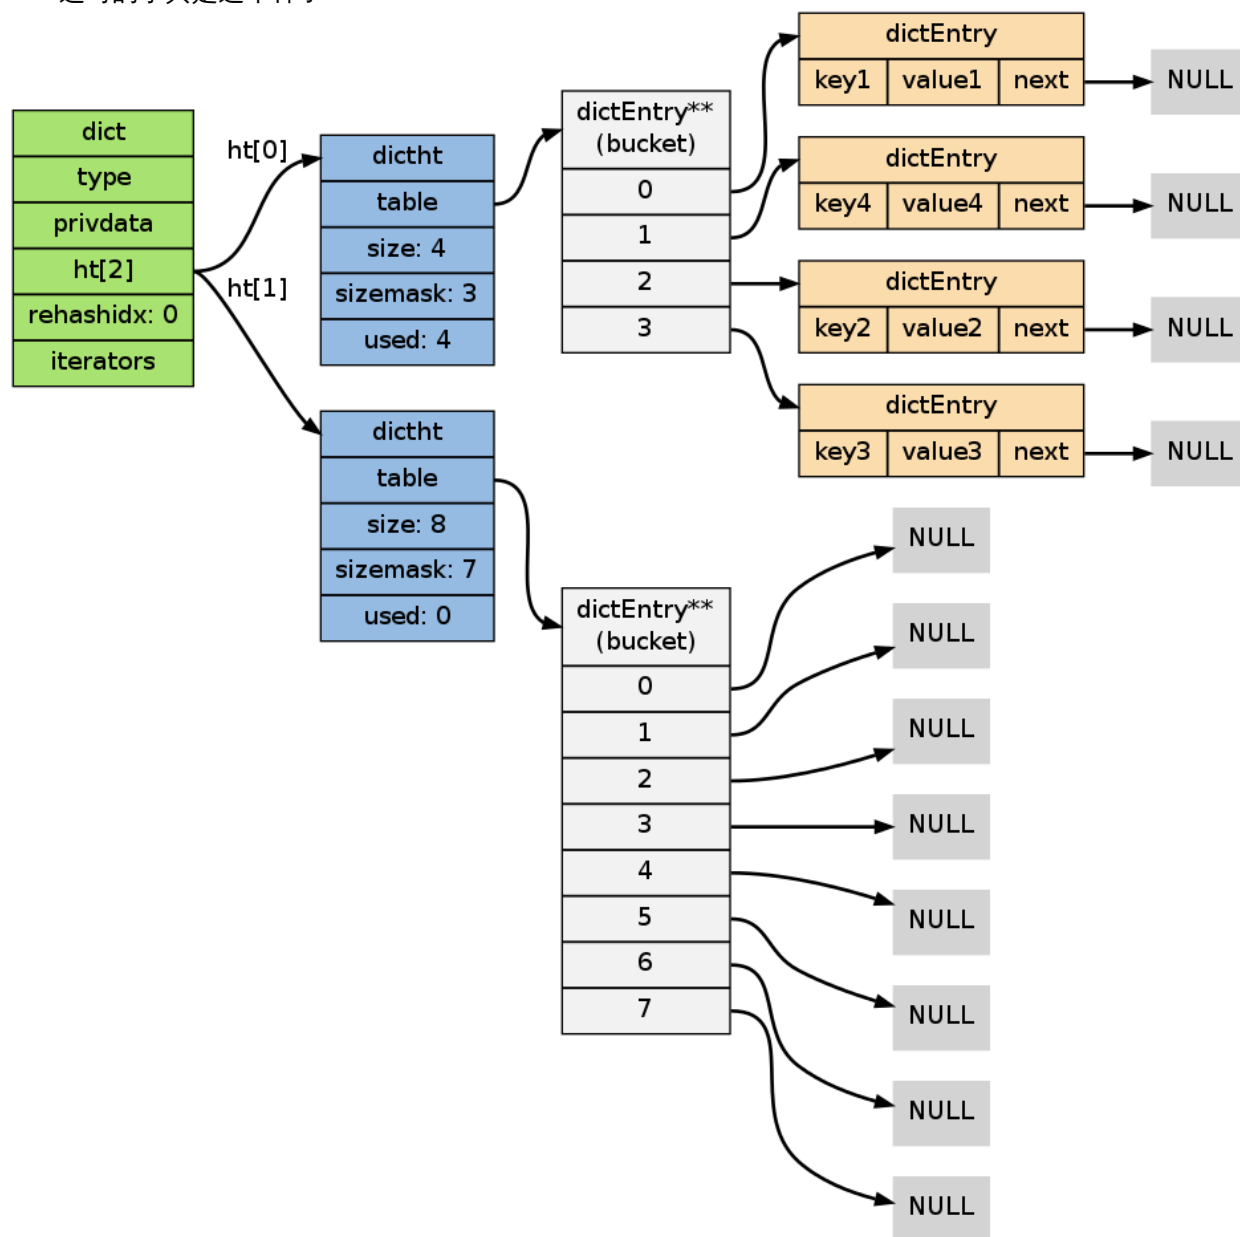 dict
type
privdata
ht[2]
rehashidx: 0
iterators
ht[0]
ht[1]
dictht
table
size: 4
sizemask: 3
used: 4
dictEntry**
(bucket)
0
1
2
3
dictEntry
key1 value1 next
NULL
dictEntry
key4 value4 next
NULL
dictEntry
key2 value2 next
NULL
dictEntry
key3 value3 next
NULL
dictht
table
size: 8
sizemask: 7
used: 0
dictEntry**
(bucket)
0
1
2
3
4
5
6
7
NULL
NULL
NULL
NULL
NULL
NULL
NULL
NULL